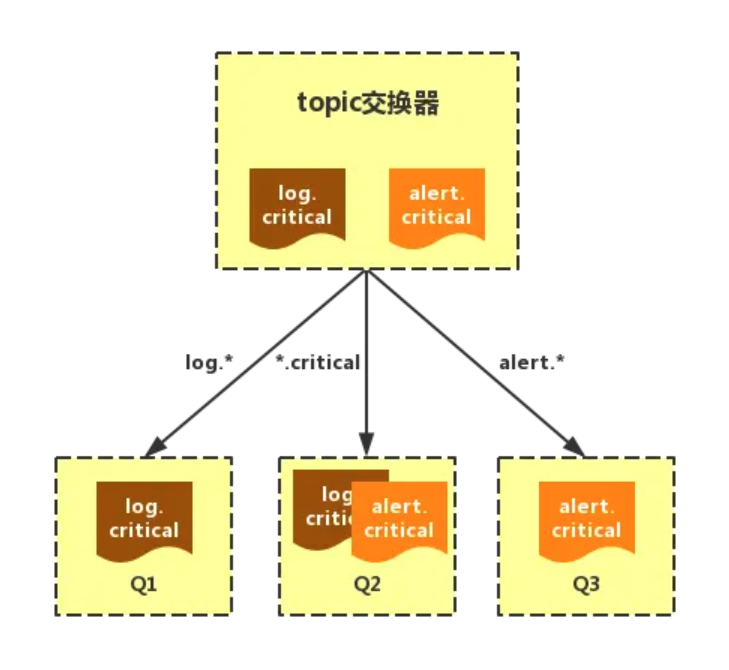 topic交换器
log.
critical
alert.
critical
log.*
*.critical
alert.*
log.
critical
Q1
log
critic
alert.
critical
Q2
alert.
critical
Q3